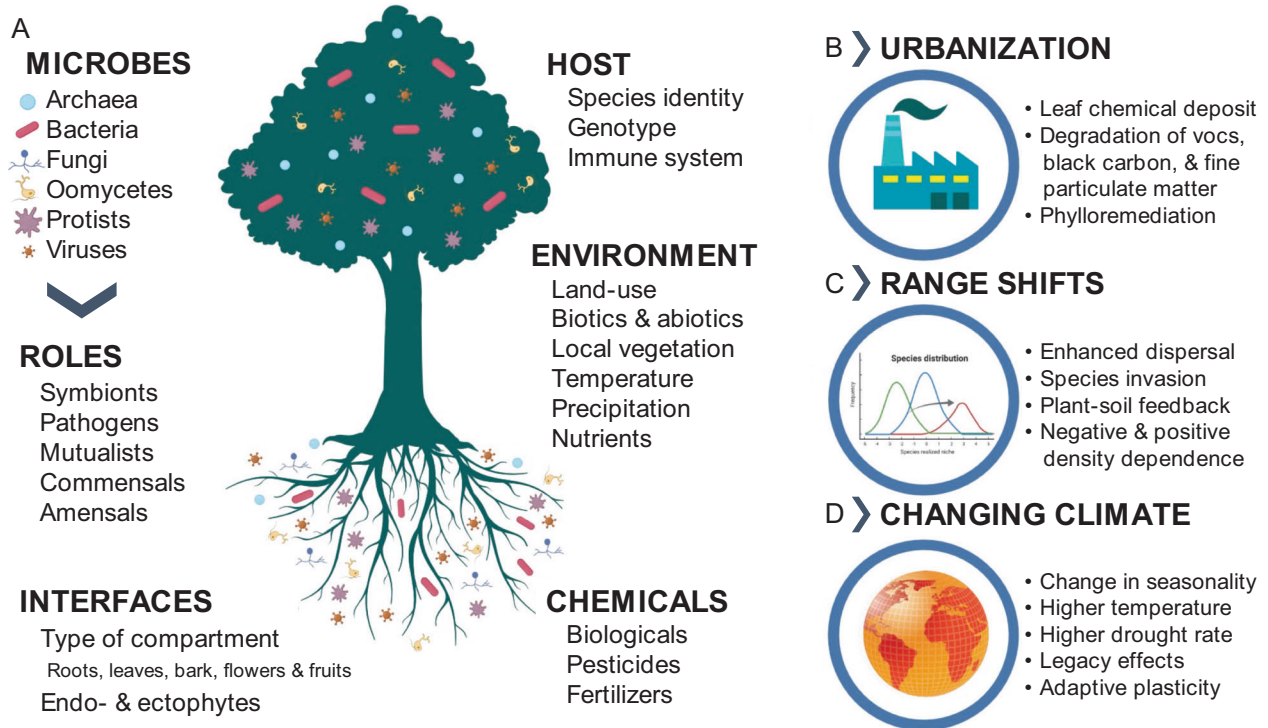 A
MICROBES
Archaea
Bacteria
Fungi
Oomycetes
Protists
Viruses
ROLES
Symbionts
Pathogens
Mutualists
Commensals
Amensals
INTERFACES
Type of compartment
Roots, leaves, bark, flowers & fruits
Endo- & ectophytes
HOST
Species identity
Genotype
Immune system
ENVIRONMENT
Land-use
Biotics & abiotics
Local vegetation
Temperature
Precipitation
Nutrients
CHEMICALS
Biologicals
Pesticides
Fertilizers
B URBANIZATION
• Leaf chemical deposit
• Degradation of vocs,
black carbon, & fine
particulate matter
• Phylloremediation
C RANGE SHIFTS
Species distribution
Frequency
Species realized niche
• Enhanced dispersal
• Species invasion
• Plant-soil feedback
• Negative & positive
density dependence
D CHANGING CLIMATE
• Change in seasonality
• Higher temperature
• Higher drought rate
• Legacy effects
• Adaptive plasticity